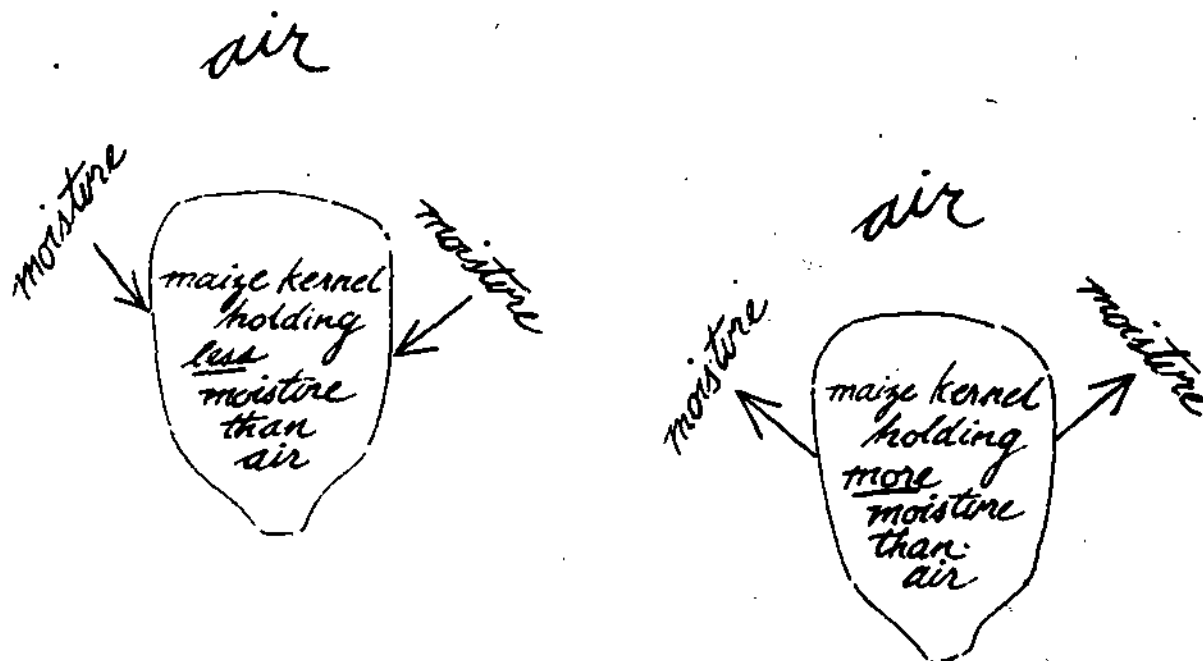 air
moisture
moisture
maize kernel
holding
less
moisture
than
air
air
moisture
moisture
maize kernel
holding
more
moisture
than
air